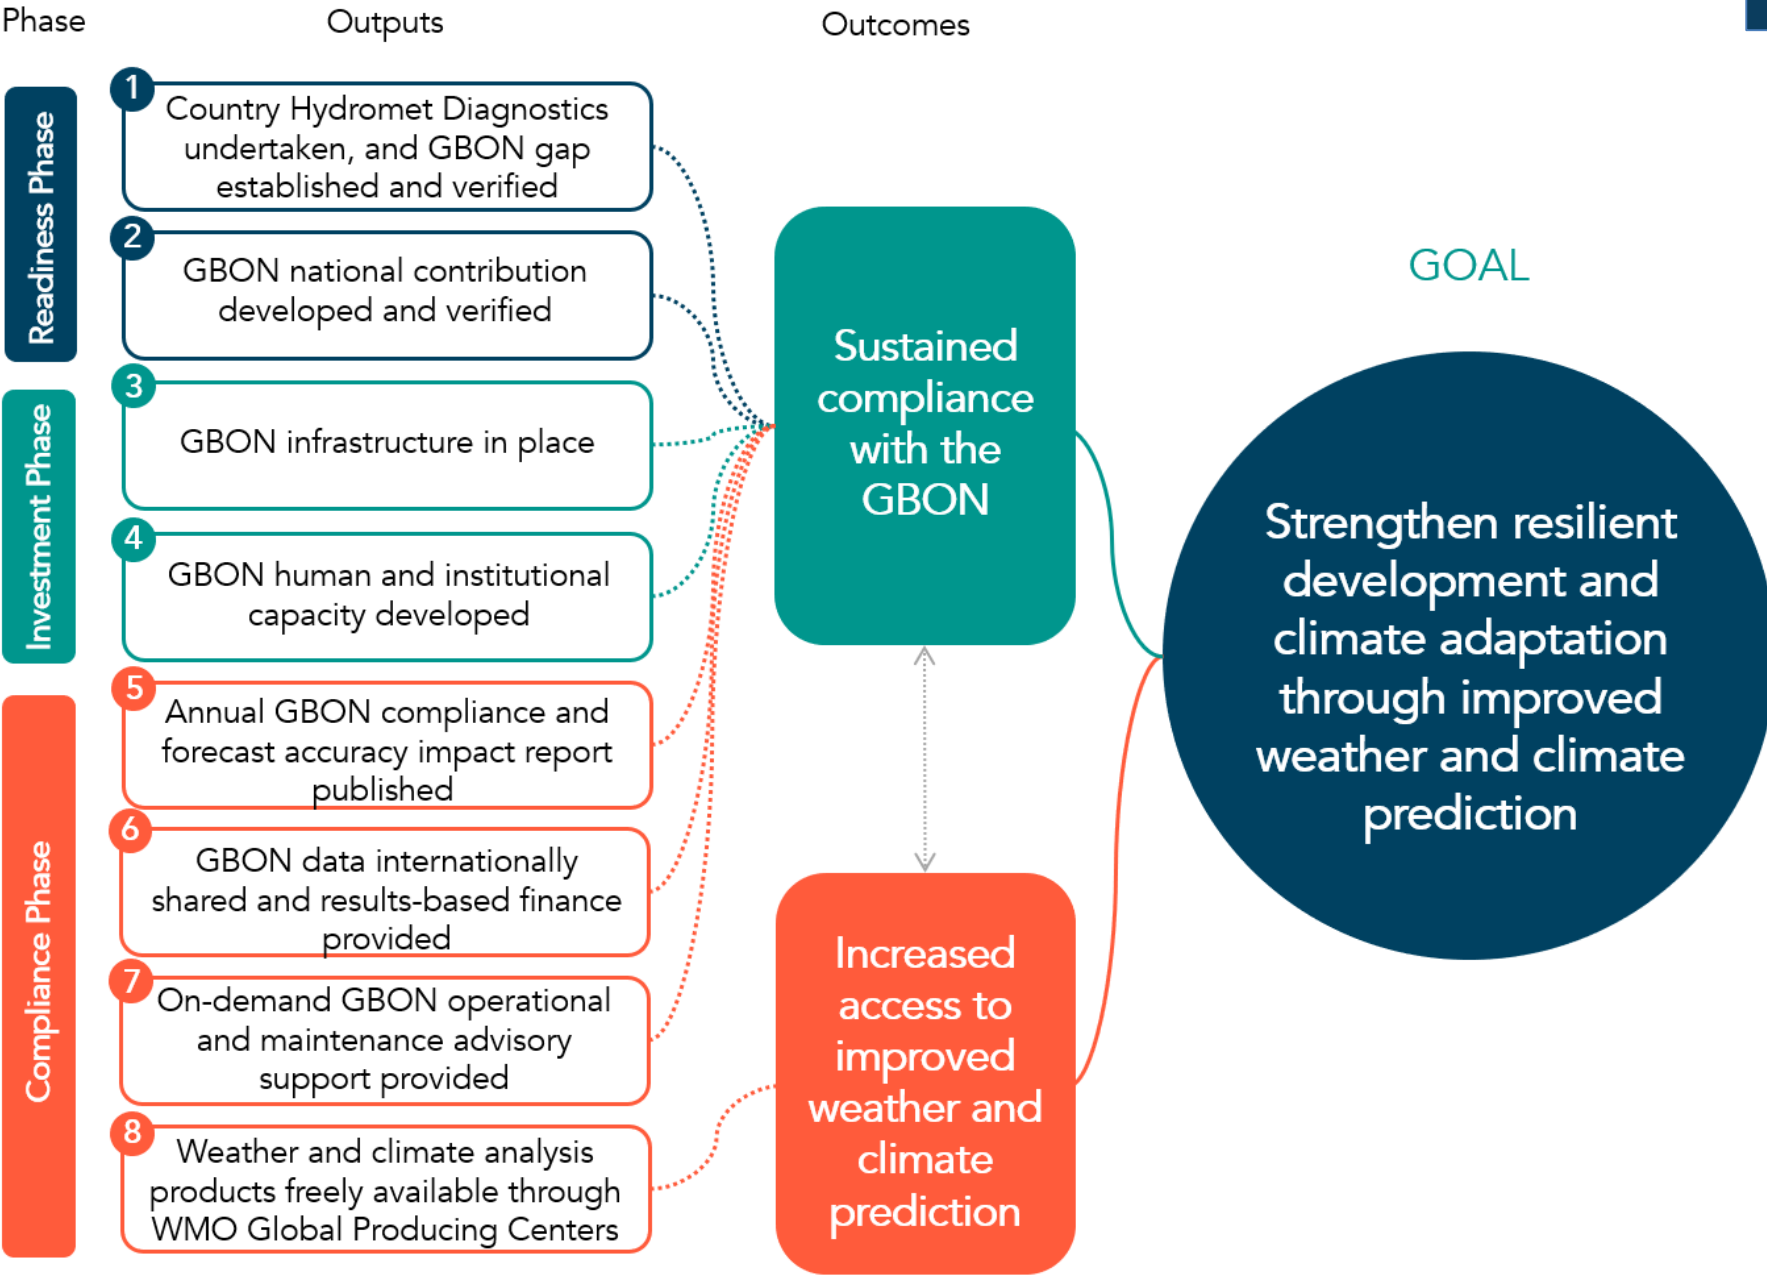 Phase
Outputs
Outcomes
Readiness Phase
1
Country Hydromet Diagnostics
undertaken, and GBON gap
established and verified
2
GBON national contribution
developed and verified
Investment Phase
3
GBON infrastructure in place
4
GBON human and institutional
capacity developed
Compliance Phase
5
Annual GBON compliance and
forecast accuracy impact report
published
6
GBON data internationally
shared and results-based finance
provided
7
On-demand GBON operational
and maintenance advisory
support provided
8
Weather and climate analysis
products freely available through
WMO Global Producing Centers
Sustained
compliance
with the
GBON
Increased
access to
improved
weather and
climate
prediction
GOAL
Strengthen resilient
development and
climate adaptation
through improved
weather and climate
prediction